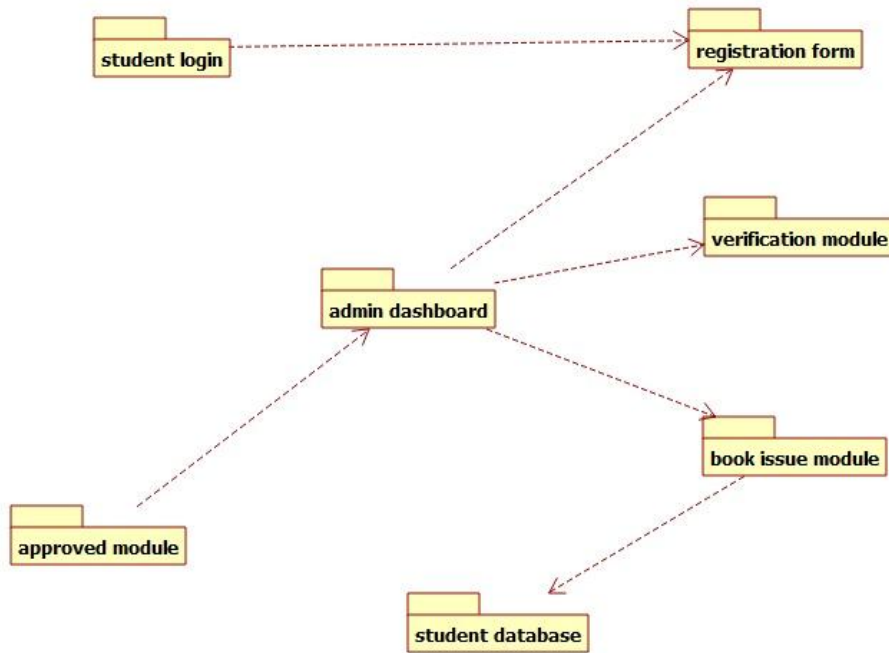 student login
registration form
verification module
admin dashboard
book issue module
approved module
student database